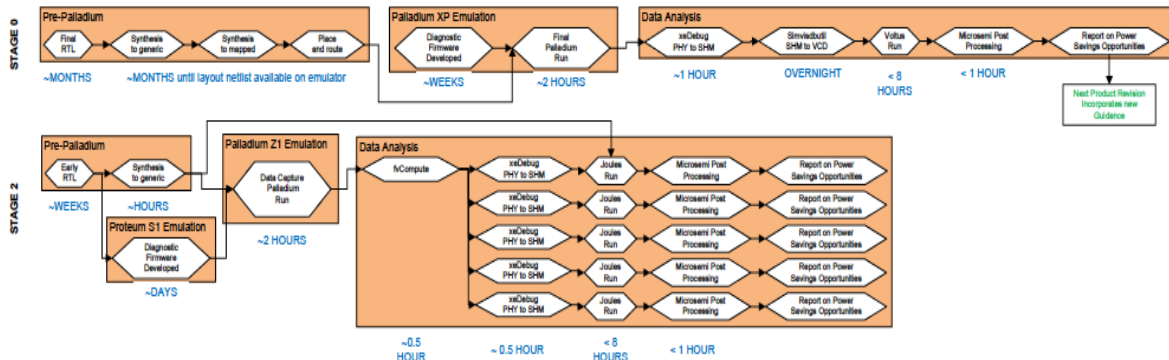 STAGE 0
Pre-Palladium
Final
RTL
Synthesis
to generic
Synthesis
to mapped
Place
and route
~MONTHS
~MONTHS until layout netlist available on emulator
Palladium XP Emulation
Diagnostic
Firmware
Developed
Final
Palladium
Run
~WEEKS
~2 HOURS
Data Analysis
xeDebug
PHY to SHM
Simvisdbutil
SHM to VCD
Voltus
Run
Microsemi Post
Processing
Report on Power
Savings Opportunities
~1 HOUR
OVERNIGHT
< 8
HOURS
< 1 HOUR
Next Product Revision
Incorporates new
Guidance
STAGE 2
Pre-Palladium
Early
RTL
Synthesis
to generic
~WEEKS
~HOURS
Proteum S1 Emulation
Diagnostic
Firmware
Developed
~DAYS
Palladium Z1 Emulation
Data Capture
Palladium
Run
~2 HOURS
Data Analysis
fvCompute
xeDebug
PHY to SHM
Joules
Run
Microsemi Post
Processing
Report on Power
Savings Opportunities
xeDebug
PHY to SHM
Joules
Run
Microsemi Post
Processing
Report on Power
Savings Opportunities
xeDebug
PHY to SHM
Joules
Run
Microsemi Post
Processing
Report on Power
Savings Opportunities
xeDebug
PHY to SHM
Joules
Run
Microsemi Post
Processing
Report on Power
Savings Opportunities
xeDebug
PHY to SHM
Joules
Run
Microsemi Post
Processing
Report on Power
Savings Opportunities
~0.5
HOUR
~ 0.5 HOUR
< 8
HOURS
< 1 HOUR